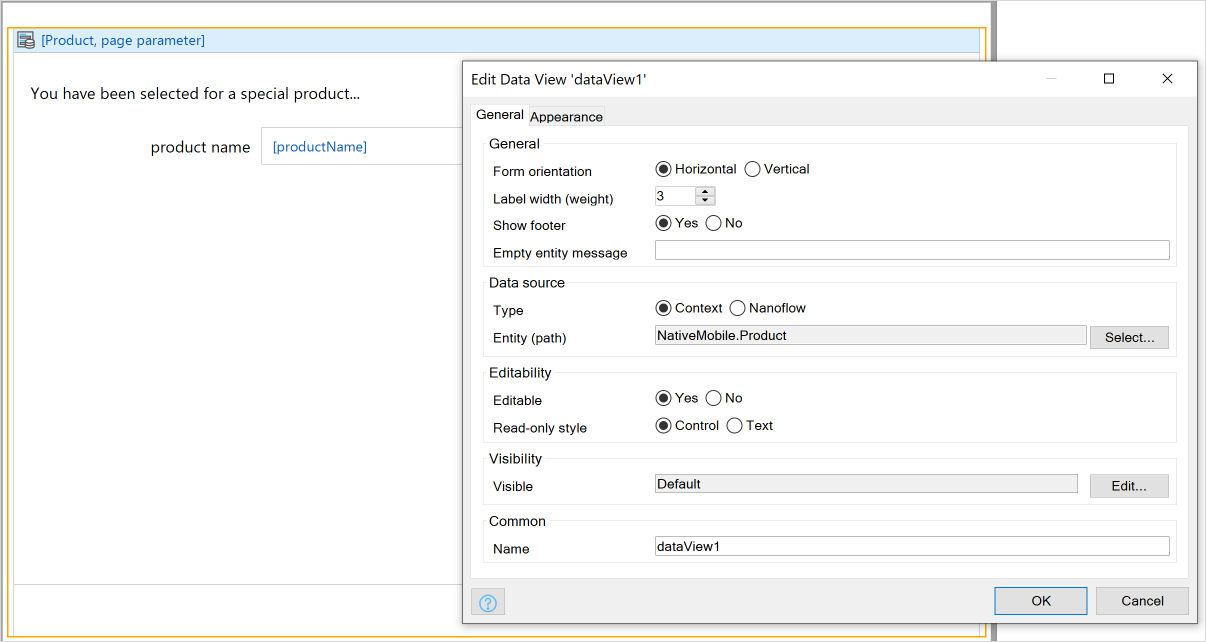 [Product, page parameter]
You have been selected for a special product...
product name [productName]
Edit Data View 'dataView1'
General Appearance
General
Form orientation Horizontal Vertical
Label width (weight) 3
Show footer Yes No
Empty entity message
Data source
Type Context Nanoflow
Entity (path) NativeMobile.Product Select...
Editability
Editable Yes No
Read-only style Control Text
Visibility
Visible Default Edit...
Common
Name dataView1
? OK Cancel